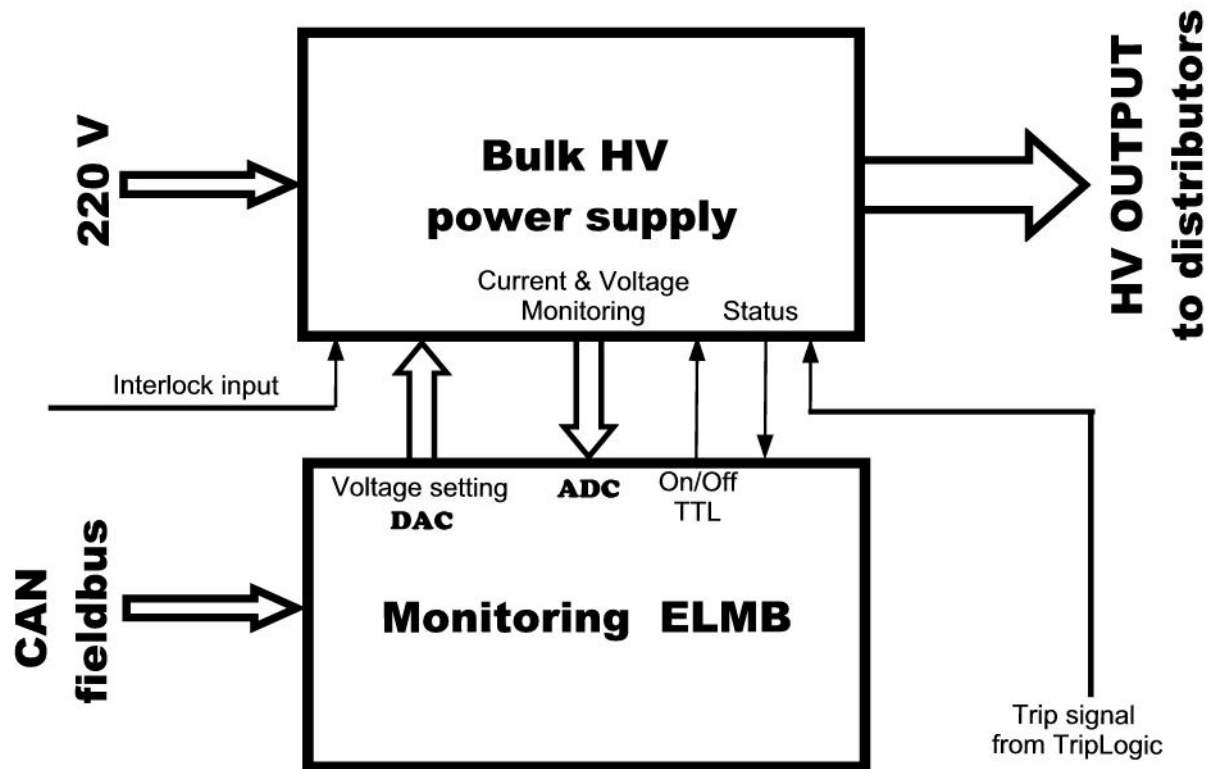 220 V
Bulk HV
power supply
HV OUTPUT
to distributors
Current & Voltage
Monitoring
Status
Interlock input
Voltage setting
DAC
ADC
On/Off
TTL
CAN
fieldbus
Monitoring ELMB
Trip signal
from TripLogic